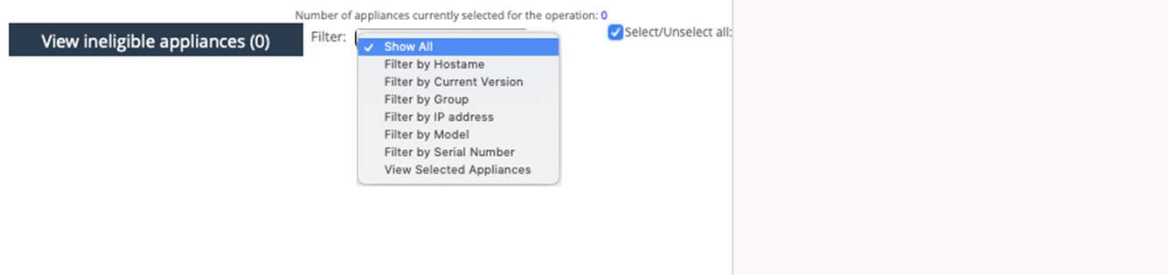 Number of appliances currently selected for the operation: 0
View ineligible appliances (0)
Filter:
Select/Unselect all:
Show All
Filter by Hostame
Filter by Current Version
Filter by Group
Filter by IP address
Filter by Model
Filter by Serial Number
View Selected Appliances